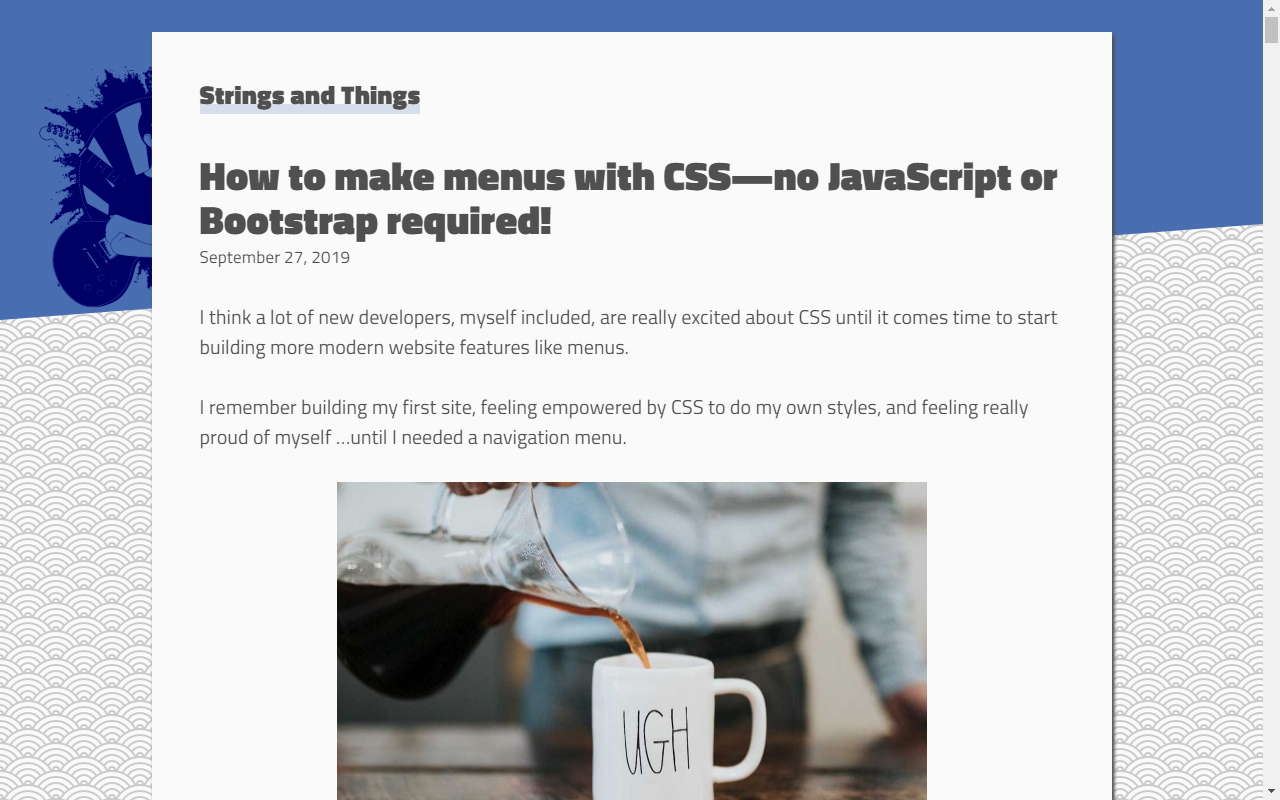 Strings and Things
How to make menus with CSS—no JavaScript or
Bootstrap required!
September 27, 2019
I think a lot of new developers, myself included, are really excited about CSS until it comes time to start
building more modern website features like menus.
I remember building my first site, feeling empowered by CSS to do my own styles, and feeling really
proud of myself …until I needed a navigation menu.
UGH